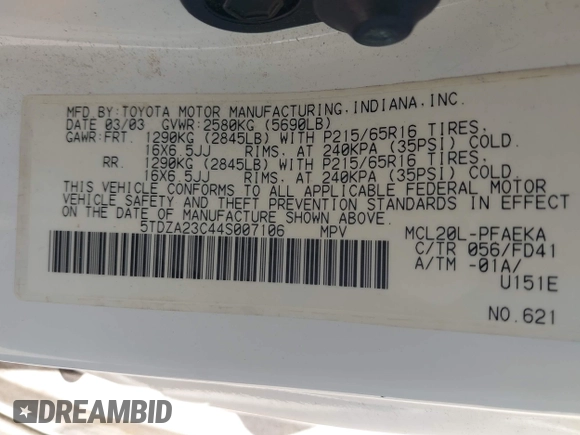 MFD.BY:TOYOTA MOTOR MANUFACTURING.INDIANA.INC.
DATE 03/03 GVWR:2580KG (5690LB)
GAWR:FRT. 1290KG (2845LB) WITH P215/65R16 TIRES.
16X6.5JJ RIMS. AT 240KPA (35PSI) COLD.
RR. 1290KG (2845LB) WITH P215/65R16 TIRES.
16X6.5JJ RIMS. AT 240KPA (35PSI) COLD.
THIS VEHICLE CONFORMS TO ALL APPLICABLE FEDERAL MOTOR
VEHICLE SAFETY AND THEFT PREVENTION STANDARDS IN EFFECT
ON THE DATE OF MANUFACTURE SHOWN ABOVE.
5TDZA23C44S007106 MPV
MCL20L-PFAEKA
C/TR 056/FD41
A/TM -01A/
U151E
NO.621
DREAMBID